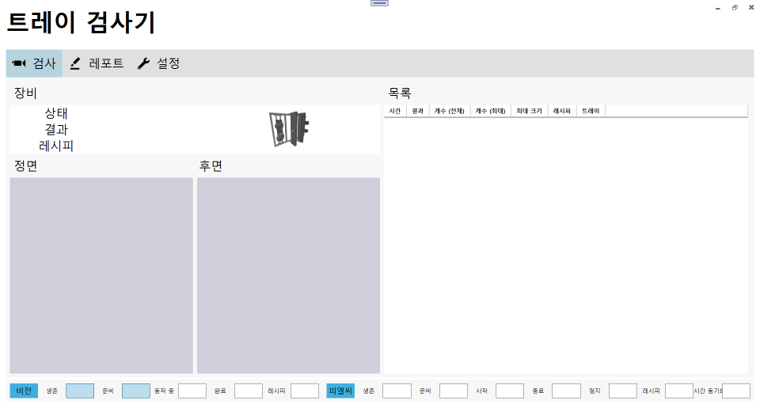 트레이 검사기
검사 레포트 설정
장비
상태
결과
레시피
정면 후면
목록
시간 결과 개수 (전체) 개수 (최대) 최대 크기 레시피 트레이
비전 생존 준비 동작 중 완료 레시피 피엘씨 생존 준비 시작 종료 정지 레시피 시간 동기화